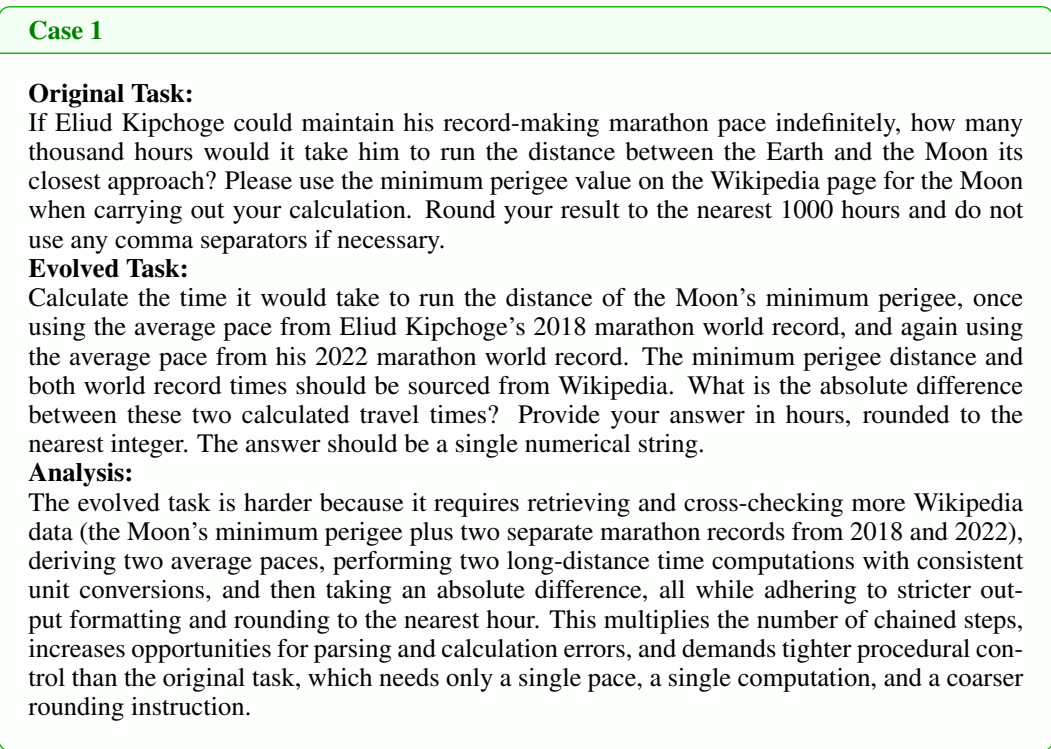 Case 1
Original Task:
If Eliud Kipchoge could maintain his record-making marathon pace indefinitely, how many
thousand hours would it take him to run the distance between the Earth and the Moon its
closest approach? Please use the minimum perigee value on the Wikipedia page for the Moon
when carrying out your calculation. Round your result to the nearest 1000 hours and do not
use any comma separators if necessary.
Evolved Task:
Calculate the time it would take to run the distance of the Moon's minimum perigee, once
using the average pace from Eliud Kipchoge's 2018 marathon world record, and again using
the average pace from his 2022 marathon world record. The minimum perigee distance and
both world record times should be sourced from Wikipedia. What is the absolute difference
between these two calculated travel times? Provide your answer in hours, rounded to the
nearest integer. The answer should be a single numerical string.
Analysis:
The evolved task is harder because it requires retrieving and cross-checking more Wikipedia
data (the Moon's minimum perigee plus two separate marathon records from 2018 and 2022),
deriving two average paces, performing two long-distance time computations with consistent
unit conversions, and then taking an absolute difference, all while adhering to stricter out-
put formatting and rounding to the nearest hour. This multiplies the number of chained steps,
increases opportunities for parsing and calculation errors, and demands tighter procedural con-
trol than the original task, which needs only a single pace, a single computation, and a coarser
rounding instruction.